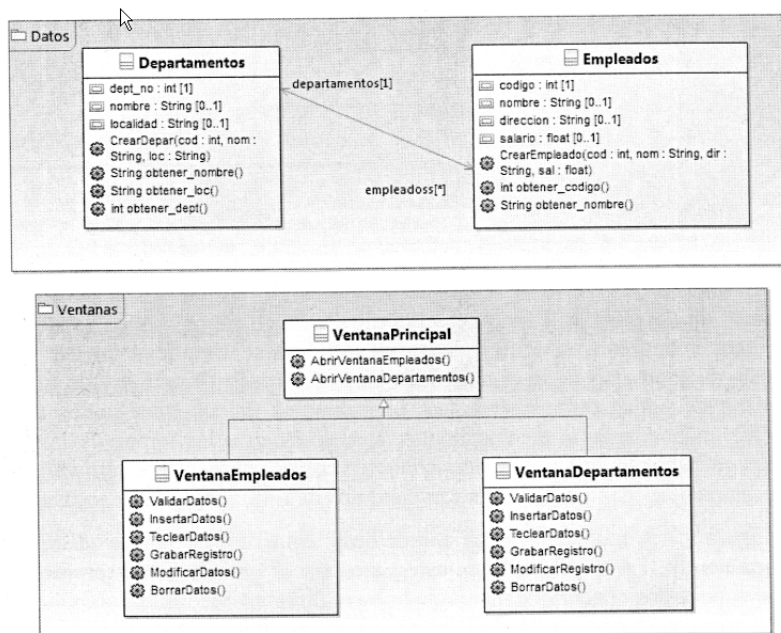 Datos
Departamentos
dept_no : int [1]
nombre : String [0..1]
localidad : String [0..1]
CrearDepar(cod : int, nom :
String, loc : String)
String obtener_nombre()
String obtener_loc()
int obtener_dept()
departamentos[1]
empleadoss[*]
Empleados
codigo : int [1]
nombre : String [0..1]
direccion : String [0..1]
salario : float [0..1]
CrearEmpleado(cod : int, nom : String, dir :
String, sal : float)
int obtener_codigo()
String obtener_nombre()
Ventanas
VentanaPrincipal
AbrirVentanaEmpleados()
AbrirVentanaDepartamentos()
VentanaEmpleados
ValidarDatos()
InsertarDatos()
TeclearDatos()
GrabarRegistro()
ModificarDatos()
BorrarDatos()
VentanaDepartamentos
ValidarDatos()
InsertarDatos()
TeclearDatos()
GrabarRegistro()
ModificarRegistro()
BorrarDatos()